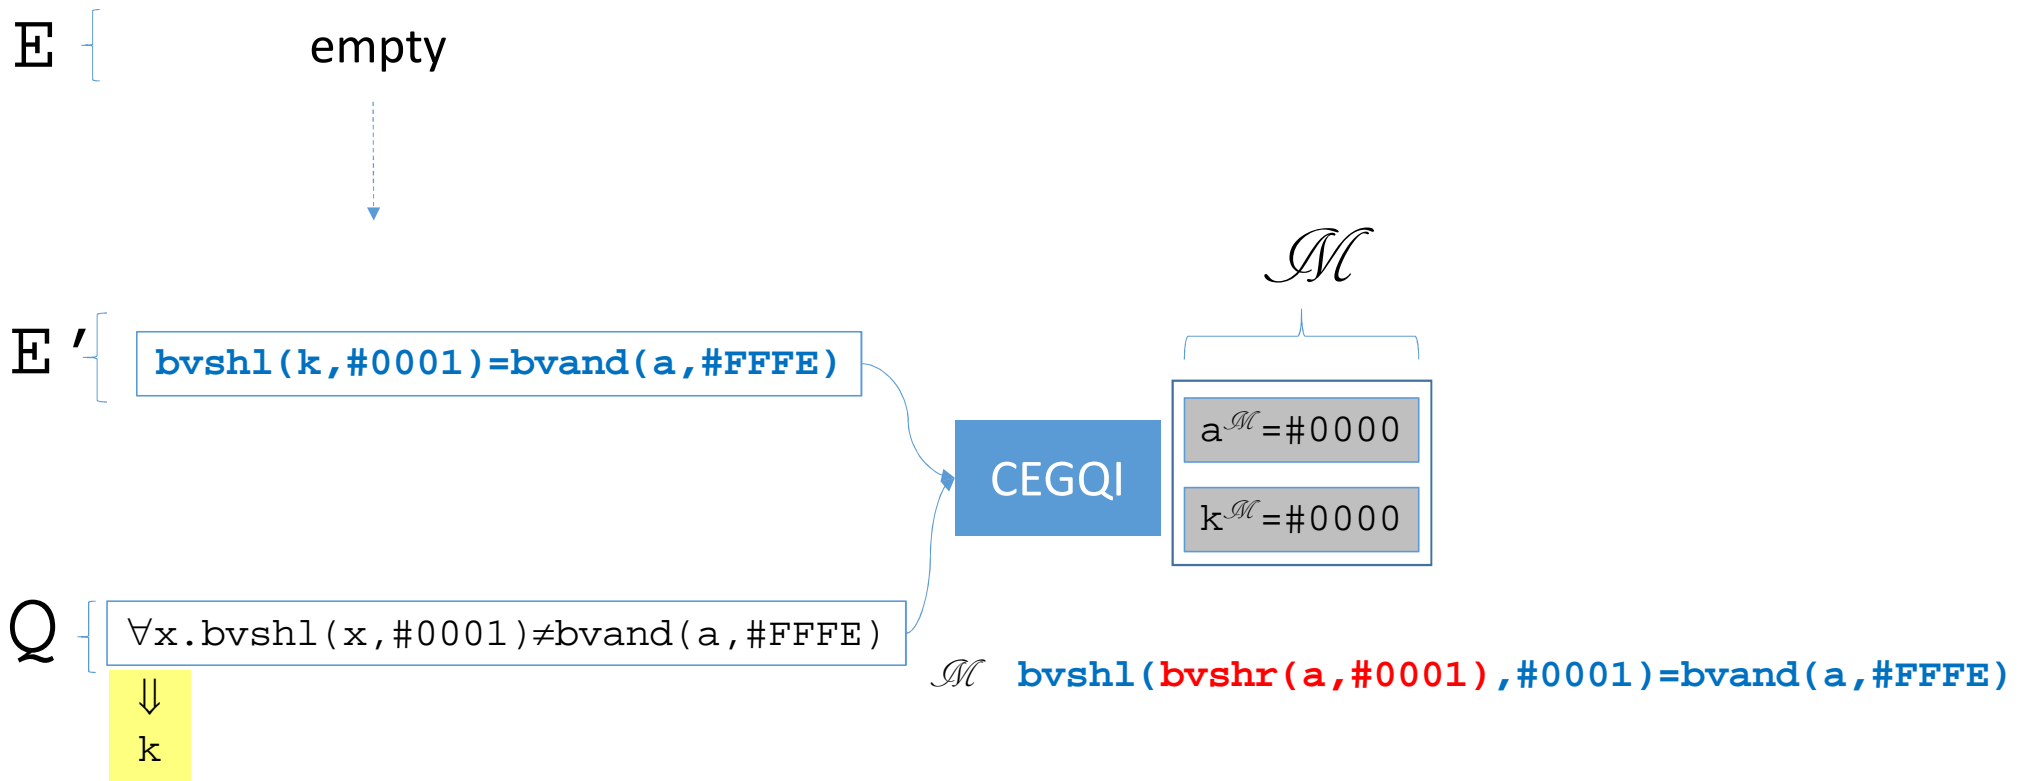 E empty
ℳ
E' bvshl(k,#0001)=bvand(a,#FFFE)
aℳ=#0000
CEGQI
kℳ=#0000
Q ∀x.bvshl(x,#0001)≠bvand(a,#FFFE)
ℳ bvshl(bvshr(a,#0001),#0001)=bvand(a,#FFFE)
⇓
k